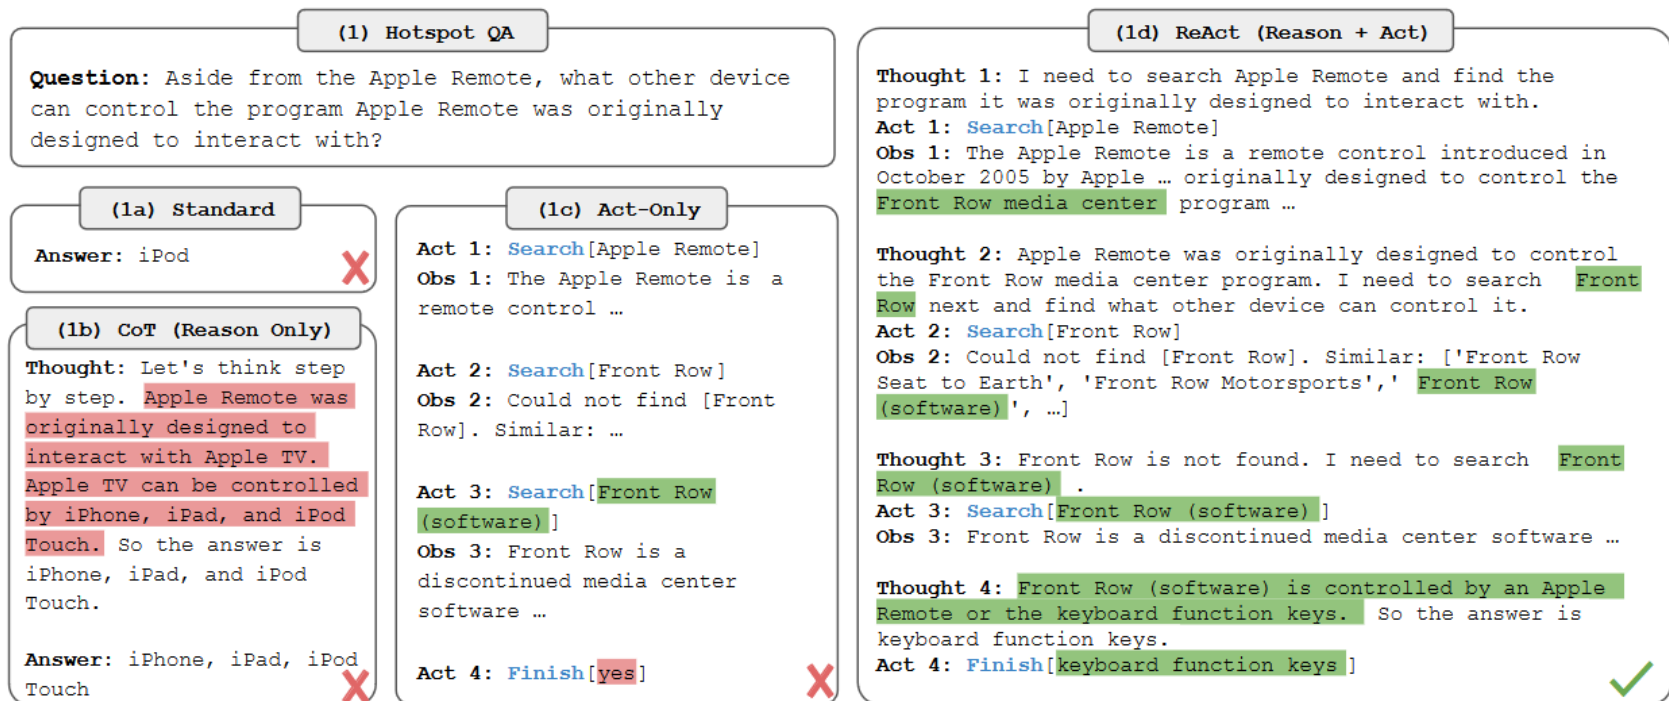 (1) Hotspot QA
Question: Aside from the Apple Remote, what other device
can control the program Apple Remote was originally
designed to interact with?
(1a) Standard
Answer: iPod
(1b) CoT (Reason Only)
Thought: Let's think step
by step. Apple Remote was
originally designed to
interact with Apple TV.
Apple TV can be controlled
by iPhone, iPad, and iPod
Touch. So the answer is
iPhone, iPad, and iPod
Touch.
Answer: iPhone, iPad, iPod
Touch
(1c) Act-Only
Act 1: Search[Apple Remote]
Obs 1: The Apple Remote is a
remote control …
Act 2: Search[Front Row]
Obs 2: Could not find [Front
Row]. Similar: …
Act 3: Search[Front Row
(software)]
Obs 3: Front Row is a
discontinued media center
software …
Act 4: Finish[yes]
(1d) ReAct (Reason + Act)
Thought 1: I need to search Apple Remote and find the
program it was originally designed to interact with.
Act 1: Search[Apple Remote]
Obs 1: The Apple Remote is a remote control introduced in
October 2005 by Apple … originally designed to control the
Front Row media center program …
Thought 2: Apple Remote was originally designed to control
the Front Row media center program. I need to search Front
Row next and find what other device can control it.
Act 2: Search[Front Row]
Obs 2: Could not find [Front Row]. Similar: ['Front Row
Seat to Earth', 'Front Row Motorsports',' Front Row
(software)', …]
Thought 3: Front Row is not found. I need to search Front
Row (software) .
Act 3: Search[Front Row (software)]
Obs 3: Front Row is a discontinued media center software …
Thought 4: Front Row (software) is controlled by an Apple
Remote or the keyboard function keys. So the answer is
keyboard function keys.
Act 4: Finish[keyboard function keys]